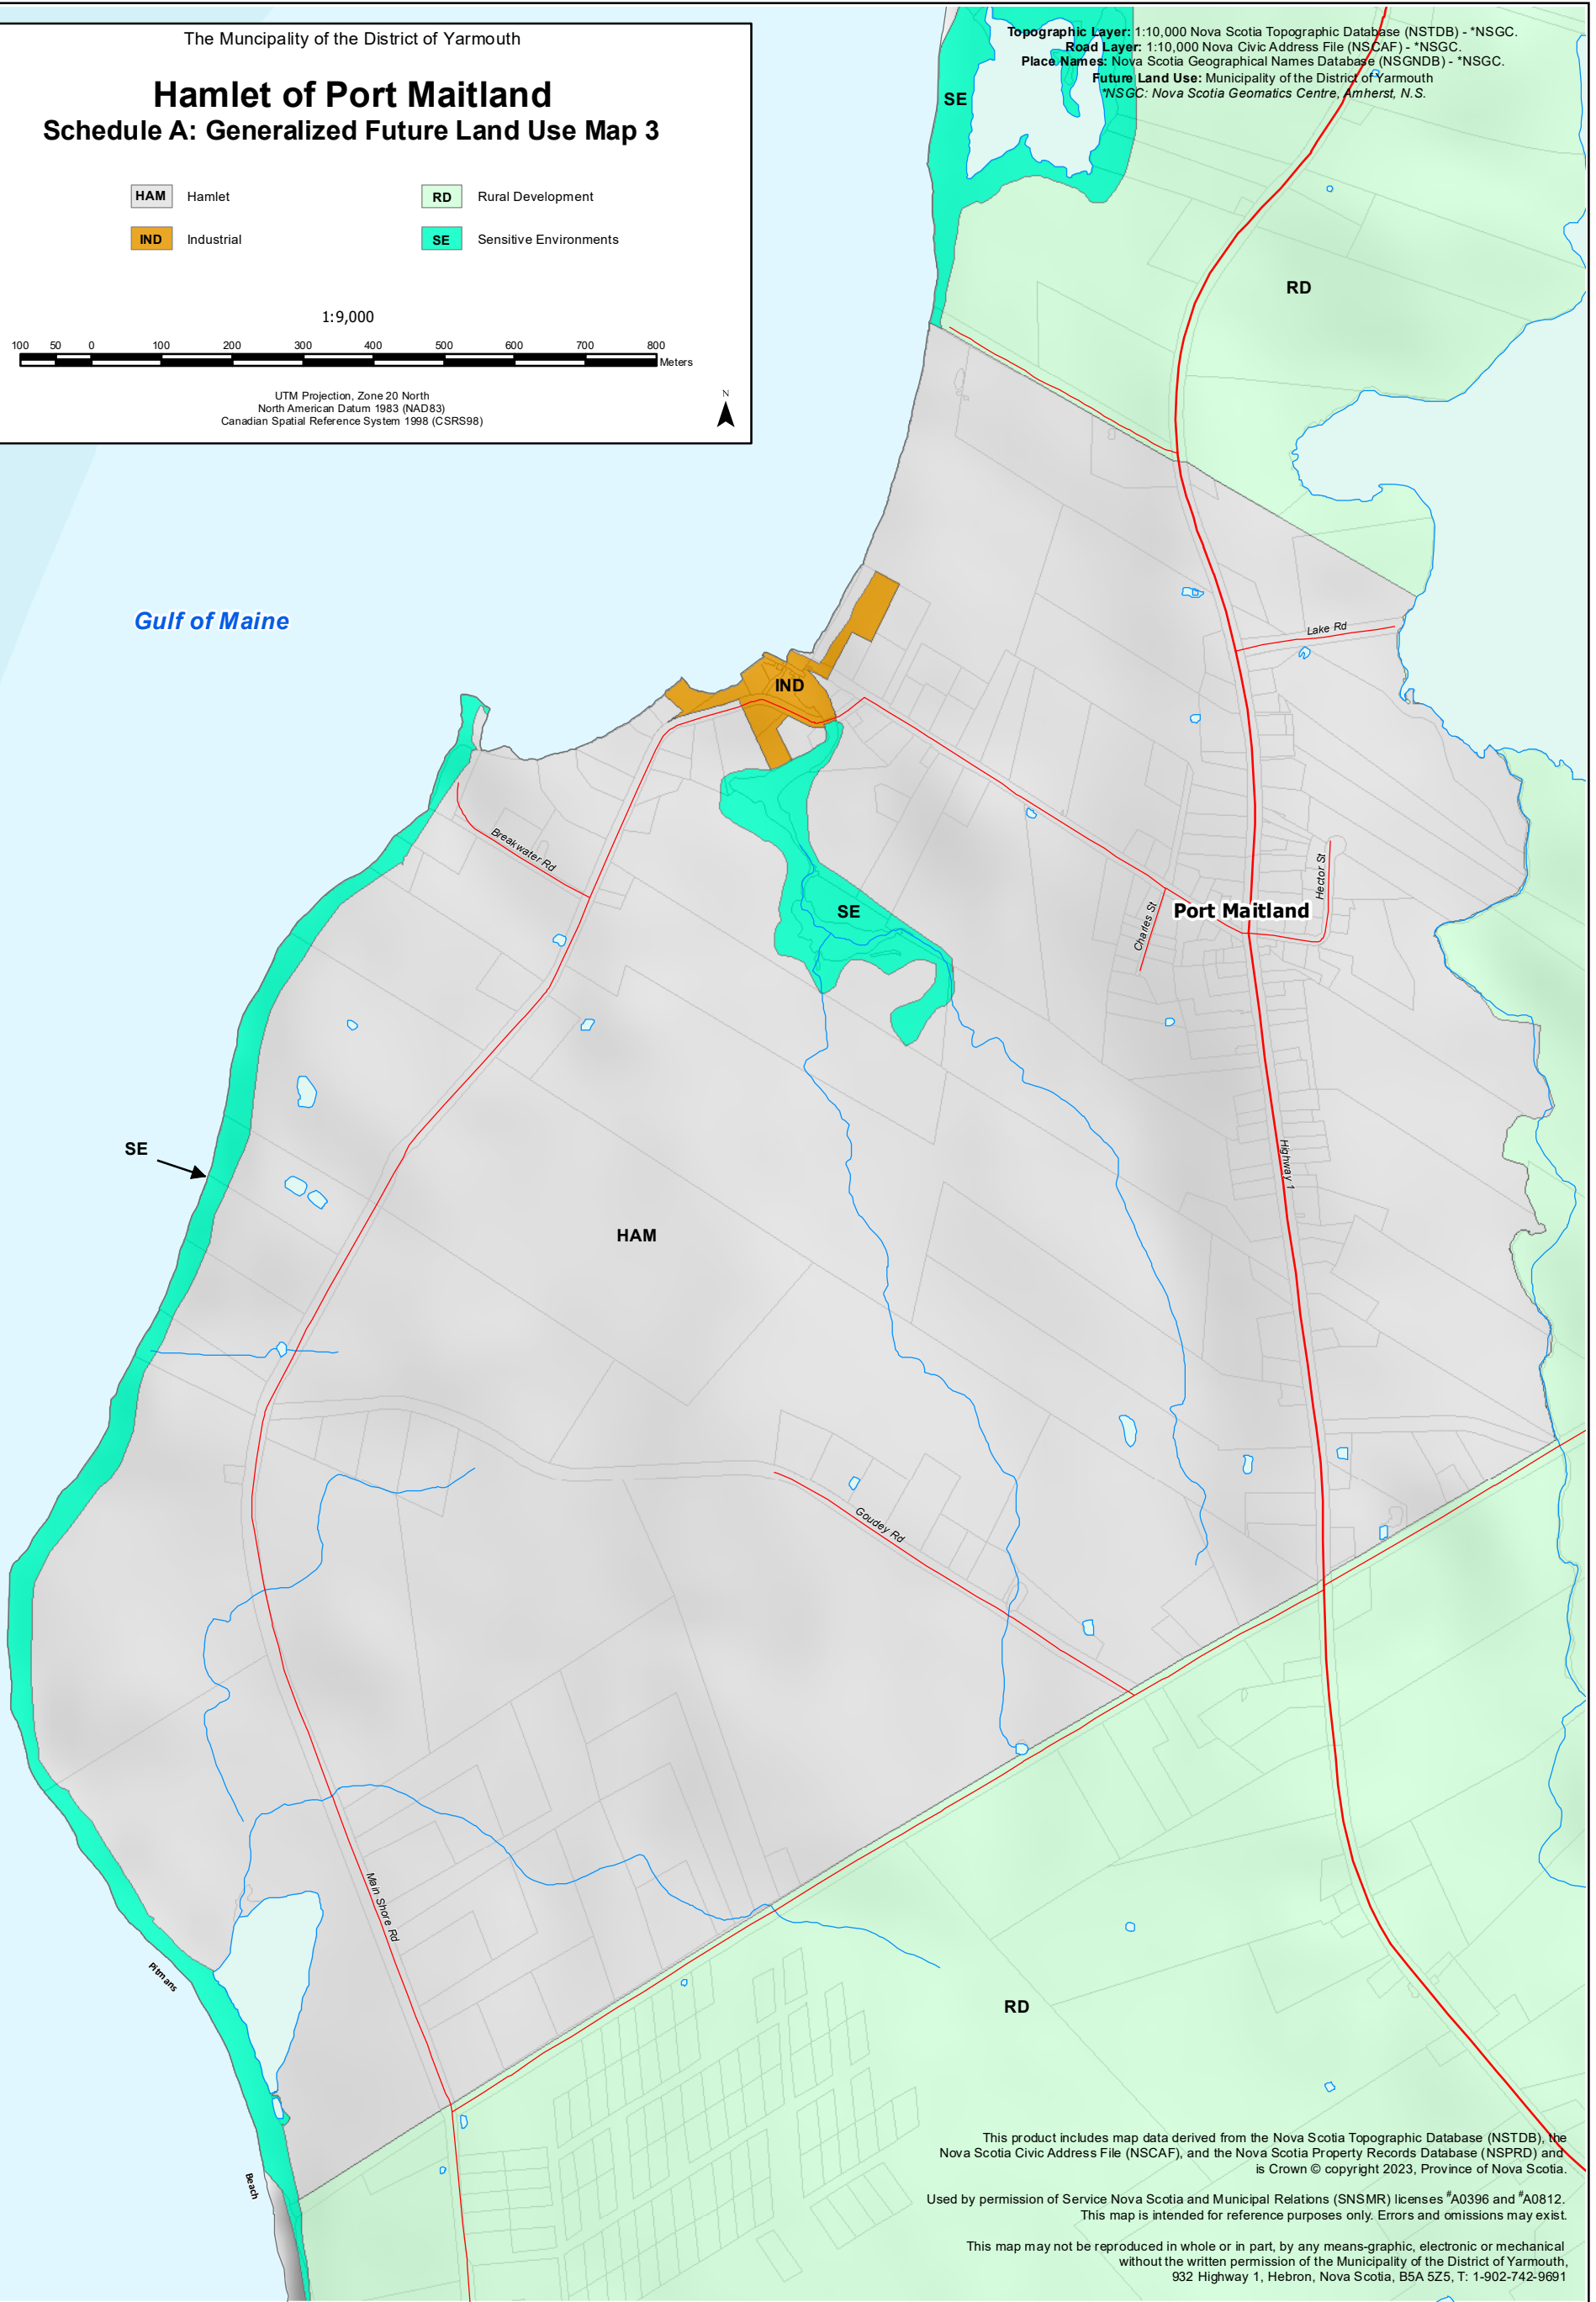 The Muncipality of the District of Yarmouth
Hamlet of Port Maitland
Schedule A: Generalized Future Land Use Map 3
HAM Hamlet
RD Rural Development
IND Industrial
SE Sensitive Environments
1:9,000
100 50 0 100 200 300 400 500 600 700 800
Meters
UTM Projection, Zone 20 North
North American Datum 1983 (NAD83)
Canadian Spatial Reference System 1998 (CSRS98)
N
Topographic Layer: 1:10,000 Nova Scotia Topographic Database (NSTDB) - *NSGC.
Road Layer: 1:10,000 Nova Civic Address File (NSCAF) - *NSGC.
Place Names: Nova Scotia Geographical Names Database (NSGNDB) - *NSGC.
Future Land Use: Municipality of the District of Yarmouth
*NSGC: Nova Scotia Geomatics Centre, Amherst, N.S.
SE
RD
Gulf of Maine
Lake Rd
IND
Breakwater Rd
Hector St
SE
Port Maitland
Charles St
SE
Highway 1
HAM
Goudey Rd
Main Shore Rd
Pitmans
RD
Beach
This product includes map data derived from the Nova Scotia Topographic Database (NSTDB), the
Nova Scotia Civic Address File (NSCAF), and the Nova Scotia Property Records Database (NSPRD) and
is Crown © copyright 2023, Province of Nova Scotia.
Used by permission of Service Nova Scotia and Municipal Relations (SNSMR) licenses #A0396 and #A0812.
This map is intended for reference purposes only. Errors and omissions may exist.
This map may not be reproduced in whole or in part, by any means-graphic, electronic or mechanical
without the written permission of the Municipality of the District of Yarmouth,
932 Highway 1, Hebron, Nova Scotia, B5A 5Z5, T: 1-902-742-9691